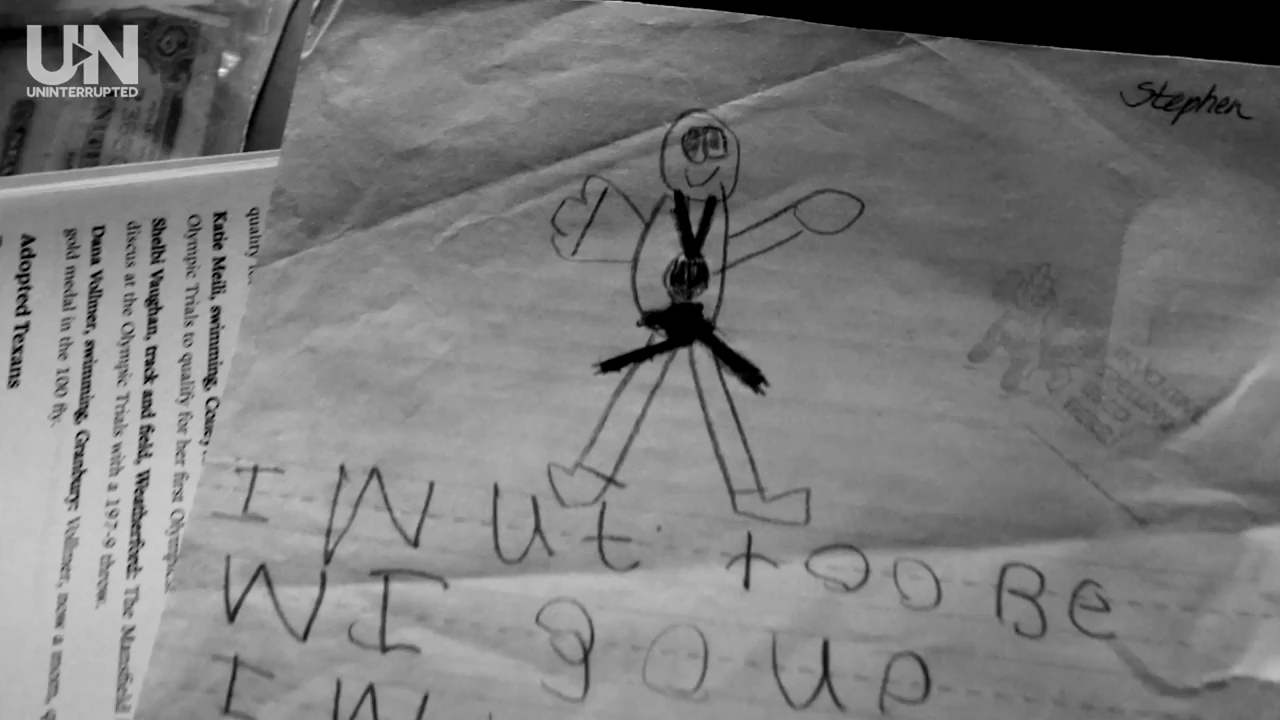 UN
UNINTERRUPTED
Stephen
quality
Katie Meili, swimming,
Olympic Trials to qualify for her first Olympics.
Shelbi Vaughan, track and field, Weatherford: The Mansfield
discus at the Olympic Trials with a 197-9 throw.
Dana Vollmer, swimming, Granbury: Vollmer, now a mom,
gold medal in the 100 fly.
Adopted Texans
I WUt too Be
WI goup
I W